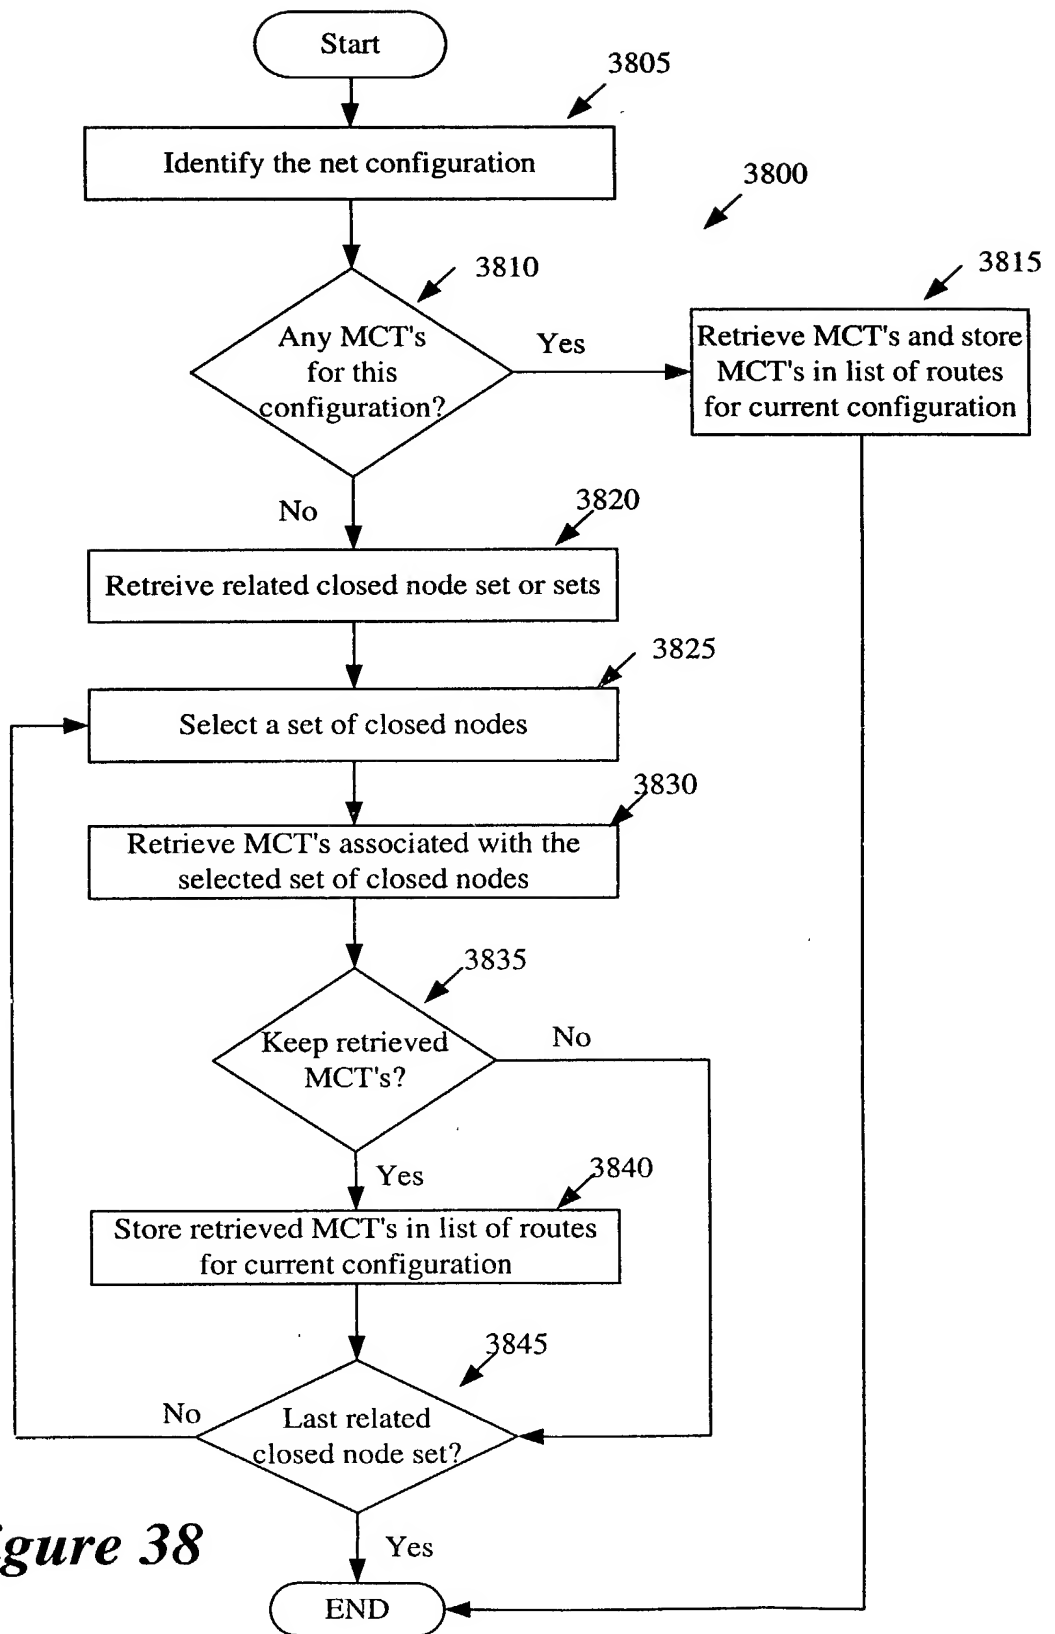 Start
3805
Identify the net configuration
3800
3810
3815
Any MCT's
for this
configuration?
Yes
Retrieve MCT's and store
MCT's in list of routes
for current configuration
No
3820
Retreive related closed node set or sets
3825
Select a set of closed nodes
3830
Retrieve MCT's associated with the
selected set of closed nodes
3835
Keep retrieved
MCT's?
No
Yes
3840
Store retrieved MCT's in list of routes
for current configuration
3845
No
Last related
closed node set?
igure 38
Yes
END